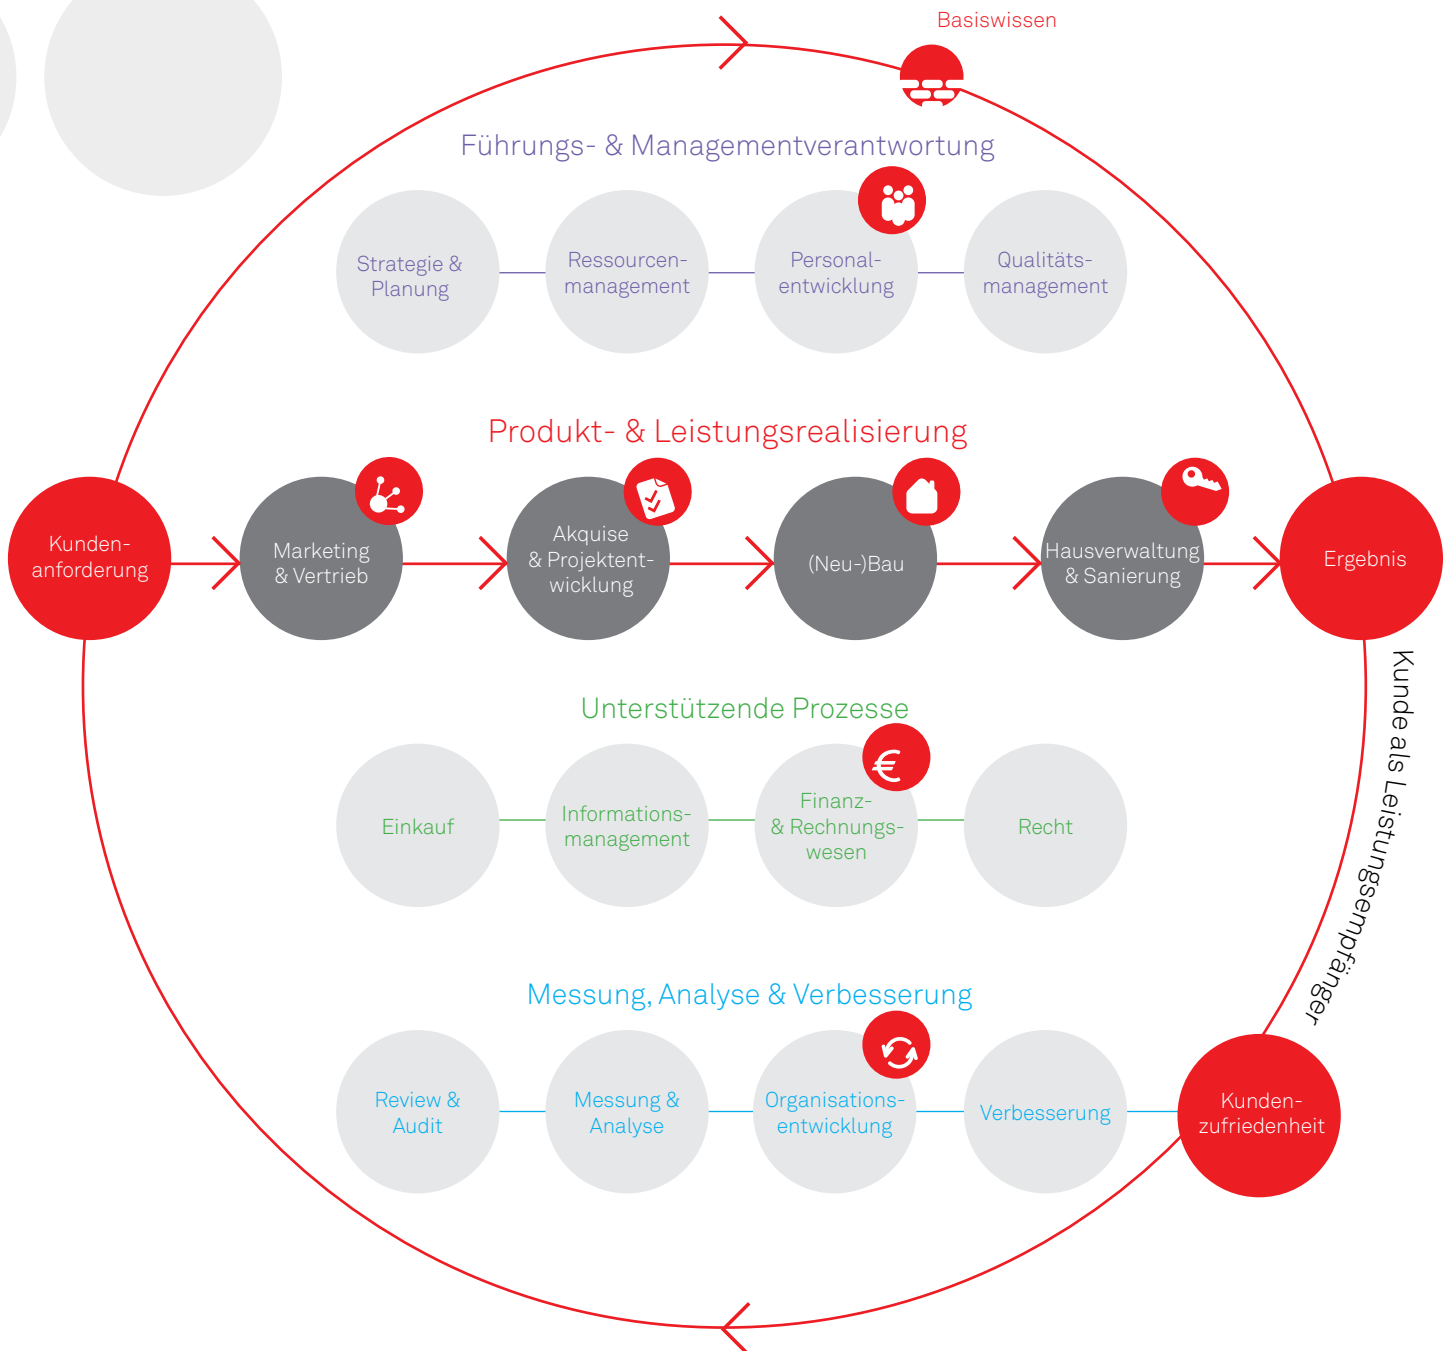 Basiswissen
Führungs- & Managementverantwortung
Strategie &
Planung
Ressourcen-
management
Personal-
entwicklung
Qualitäts-
management
Produkt- & Leistungsrealisierung
Kunden-
anforderung
Marketing
& Vertrieb
Akquise
& Projektent-
wicklung
(Neu-)Bau
Hausverwaltung
& Sanierung
Ergebnis
Kunde als Leistungsempfänger
Unterstützende Prozesse
Einkauf
Informations-
management
€
Finanz-
& Rechnungs-
wesen
Recht
Messung, Analyse & Verbesserung
Review &
Audit
Messung &
Analyse
Organisations-
entwicklung
Verbesserung
Kunden-
zufriedenheit